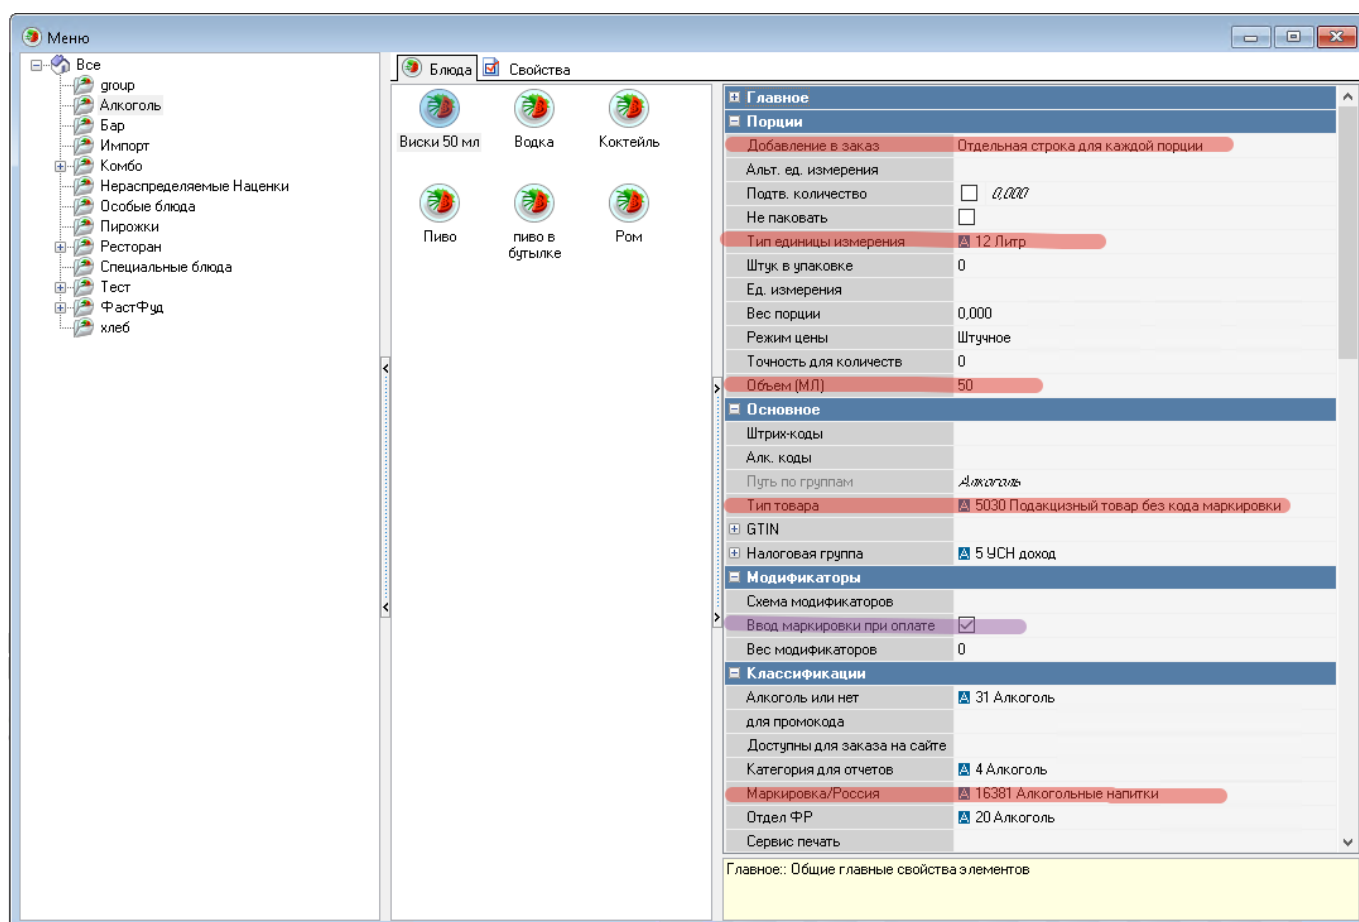 Меню
Все
group
Алкоголь
Бар
Импорт
Комбо
Нераспределяемые Наценки
Особые блюда
Пирожки
Ресторан
Специальные блюда
Тест
ФастФуд
хлеб
Блюда Свойства
Виски 50 мл Водка Коктейль
Пиво пиво в бутылке Ром
Главное
Порции
Добавление в заказ Отдельная строка для каждой порции
Альт. ед. измерения
Подтв. количество 0,000
Не паковать
Тип единицы измерения A 12 Литр
Штук в упаковке 0
Ед. измерения
Вес порции 0,000
Режим цены Штучное
Точность для количеств 0
Объем (МЛ) 50
Основное
Штрих-коды
Алк. коды
Путь по группам Алкоголь
Тип товара A 5030 Подакцизный товар без кода маркировки
GTIN
Налоговая группа A 5 УСН доход
Модификаторы
Схема модификаторов
Ввод маркировки при оплате
Вес модификаторов 0
Классификации
Алкоголь или нет A 31 Алкоголь
для промокода
Доступны для заказа на сайте
Категория для отчетов A 4 Алкоголь
Маркировка/Россия A 16381 Алкогольные напитки
Отдел ФР A 20 Алкоголь
Сервис печать
Главное:: Общие главные свойства элементов